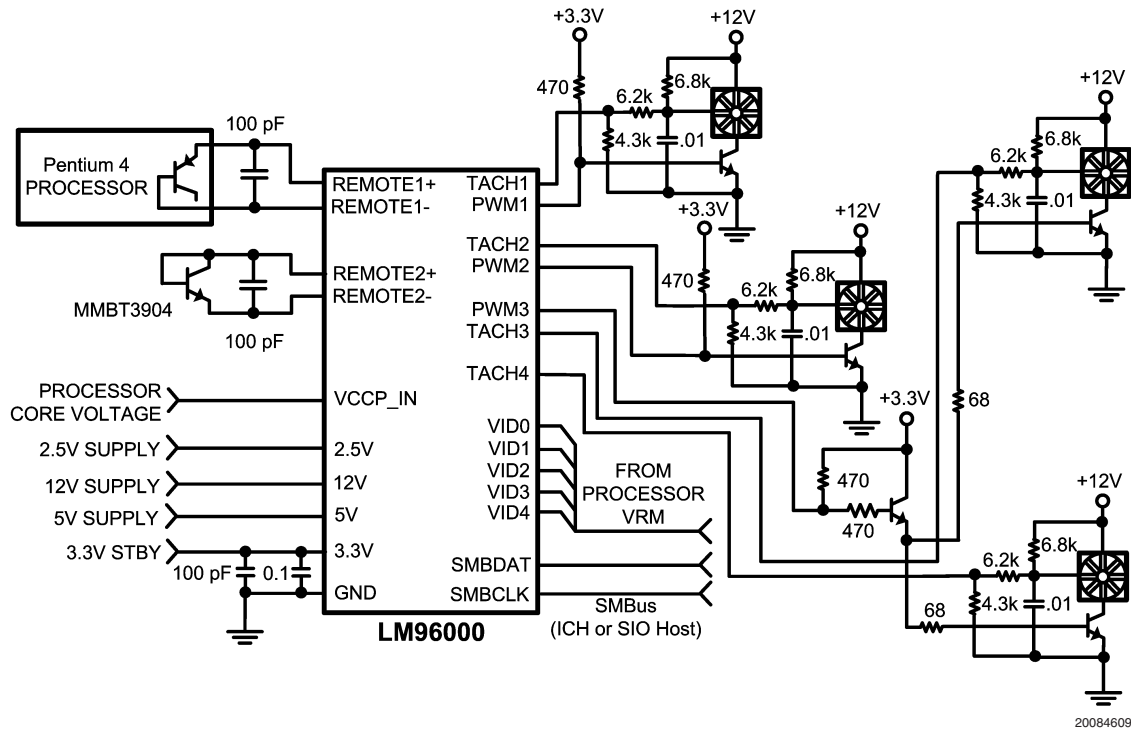 +3.3V
+12V
470
6.2k
6.8k
4.3k
.01
+12V
6.2k
6.8k
4.3k
.01
100 pF
Pentium 4
PROCESSOR
REMOTE1+
REMOTE1-
TACH1
PWM1
+3.3V
+12V
470
6.2k
6.8k
4.3k
.01
TACH2
PWM2
REMOTE2+
REMOTE2-
MMBT3904
100 pF
PWM3
TACH3
TACH4
PROCESSOR
CORE VOLTAGE
VCCP_IN
68
+3.3V
470
470
2.5V SUPPLY
2.5V
12V SUPPLY
12V
5V SUPPLY
5V
3.3V STBY
3.3V
100 pF
0.1
GND
VID0
VID1
VID2
VID3
VID4
FROM
PROCESSOR
VRM
SMBDAT
SMBCLK
SMBus
(ICH or SIO Host)
+12V
6.2k
6.8k
4.3k
.01
68
LM96000
20084609